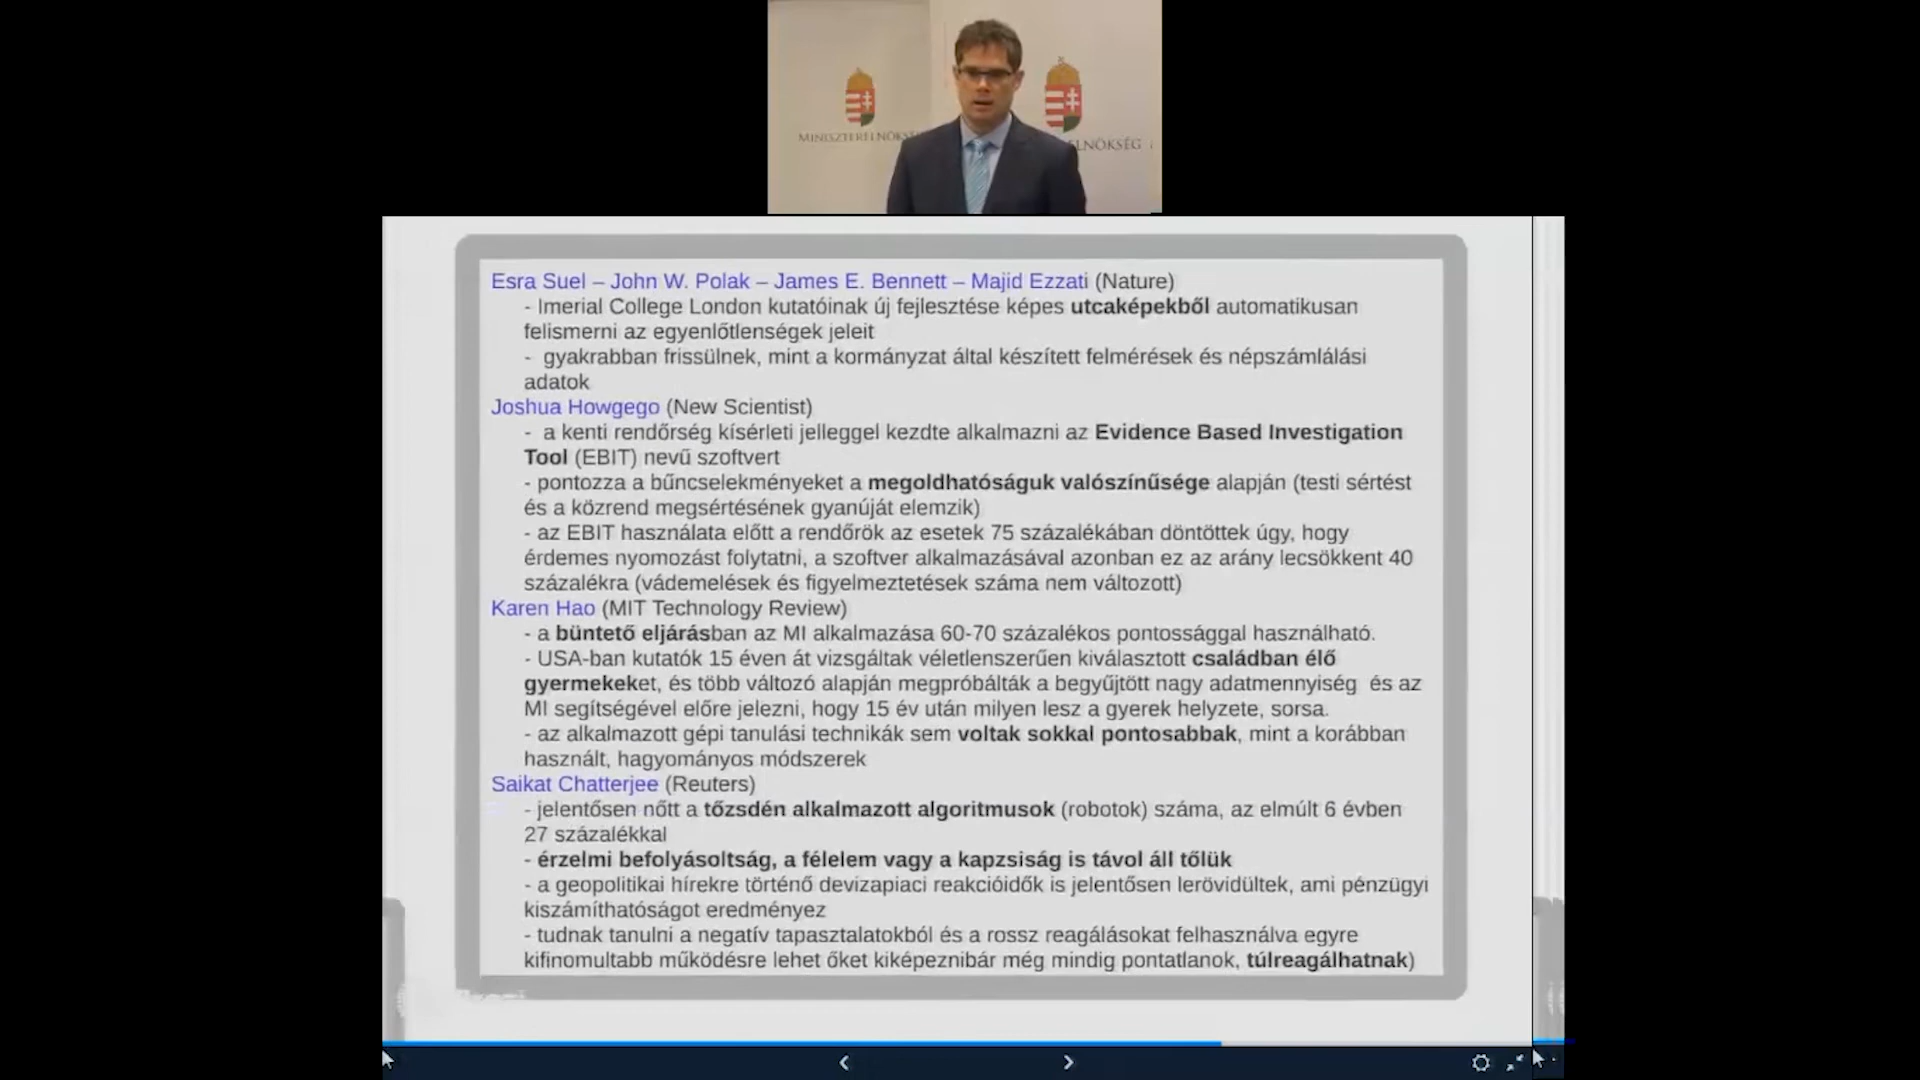 MINISZTERELNÖKS
ELNÖKSÉG
Esra Suel – John W. Polak – James E. Bennett – Majid Ezzati (Nature)
- Imerial College London kutatóinak új fejlesztése képes utcaképekből automatikusan
felismerni az egyenlőtlenségek jeleit
- gyakrabban frissülnek, mint a kormányzat által készített felmérések és népszámlálási
adatok
Joshua Howgego (New Scientist)
- a kenti rendőrség kísérleti jelleggel kezdte alkalmazni az Evidence Based Investigation
Tool (EBIT) nevű szoftvert
- pontozza a bűncselekményeket a megoldhatóságuk valószínűsége alapján (testi sértést
és a közrend megsértésének gyanúját elemzik)
- az EBIT használata előtt a rendőrök az esetek 75 százalékában döntöttek úgy, hogy
érdemes nyomozást folytatni, a szoftver alkalmazásával azonban ez az arány lecsökkent 40
százalékra (vádemelések és figyelmeztetések száma nem változott)
Karen Hao (MIT Technology Review)
- a büntető eljárásban az MI alkalmazása 60-70 százalékos pontossággal használható.
- USA-ban kutatók 15 éven át vizsgáltak véletlenszerűen kiválasztott családban élő
gyermekeket, és több változó alapján megpróbálták a begyűjtött nagy adatmennyiség és az
MI segítségével előre jelezni, hogy 15 év után milyen lesz a gyerek helyzete, sorsa.
- az alkalmazott gépi tanulási technikák sem voltak sokkal pontosabbak, mint a korábban
használt, hagyományos módszerek
Saikat Chatterjee (Reuters)
- jelentősen nőtt a tőzsdén alkalmazott algoritmusok (robotok) száma, az elmúlt 6 évben
27 százalékkal
- érzelmi befolyásoltság, a félelem vagy a kapzsiság is távol áll tőlük
- a geopolitikai hírekre történő devizapiaci reakcióidők is jelentősen lerövidültek, ami pénzügyi
kiszámíthatóságot eredményez
- tudnak tanulni a negatív tapasztalatokból és a rossz reagálásokat felhasználva egyre
kifinomultabb működésre lehet őket kiképeznibár még mindig pontatlanok, túlreagálhatnak)